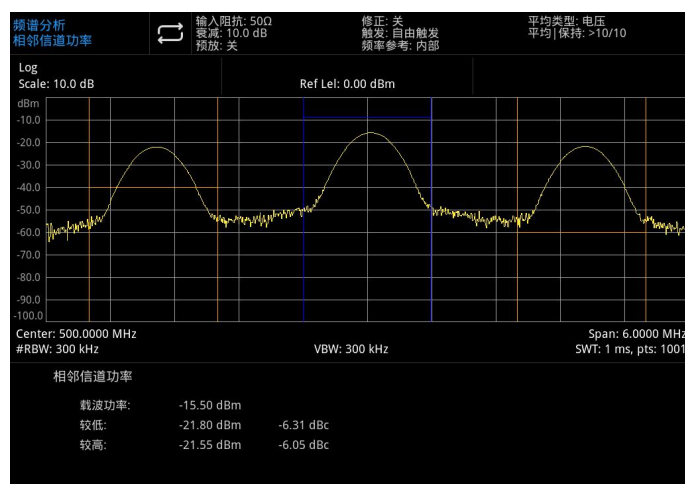 频谱分析
相邻信道功率
输入阻抗: 50Ω
衰减: 10.0 dB
预放: 关
修正: 关
触发: 自由触发
频率参考: 内部
平均类型: 电压
平均|保持: >10/10
Log
Scale: 10.0 dB
Ref Lel: 0.00 dBm
dBm
-10.0
-20.0
-30.0
-40.0
-50.0
-60.0
-70.0
-80.0
-90.0
-100.0
Center: 500.0000 MHz
Span: 6.0000 MHz
#RBW: 300 kHz
VBW: 300 kHz
SWT: 1 ms, pts: 1001
相邻信道功率
载波功率: -15.50 dBm
较低: -21.80 dBm -6.31 dBc
较高: -21.55 dBm -6.05 dBc